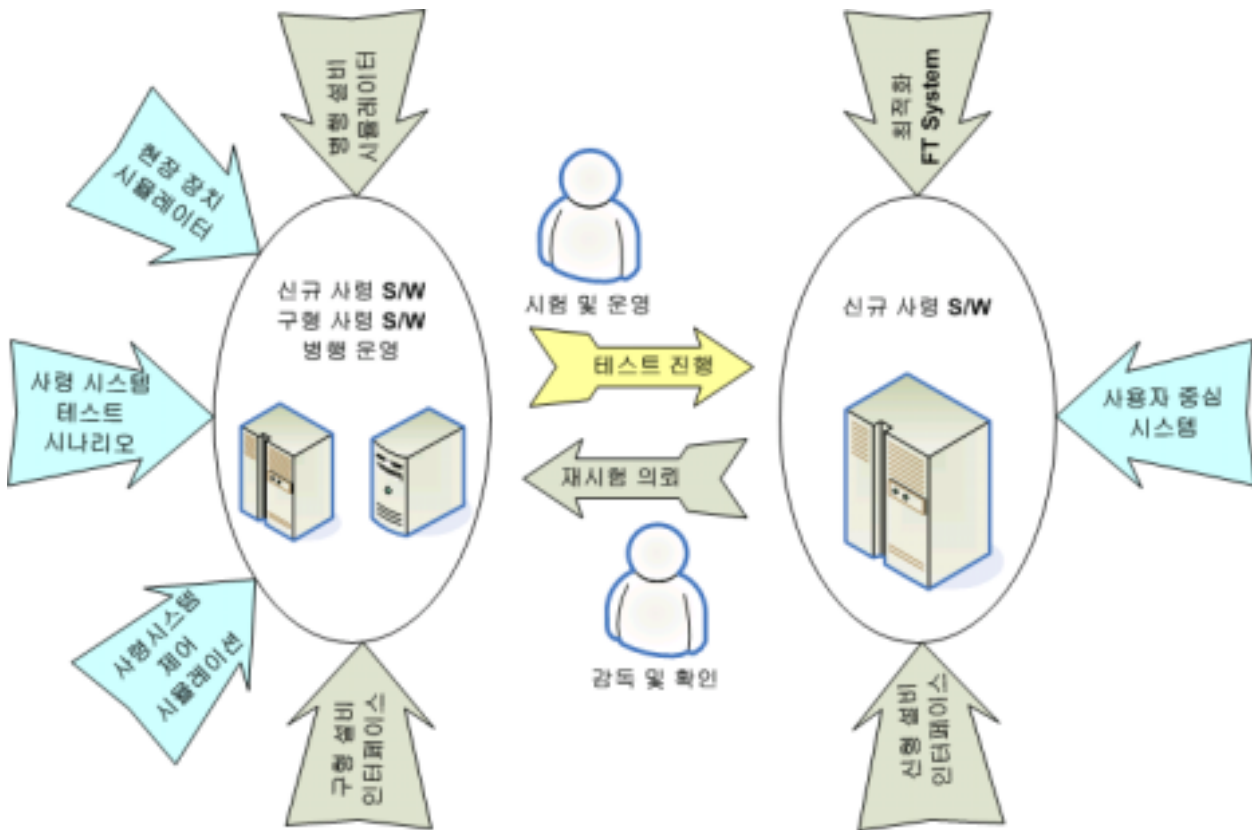 병행 설비
시뮬레이터
최적화
FT System
현장 장치
시뮬레이터
신규 사령 S/W
구형 사령 S/W
병행 운영
시험 및 운영
신규 사령 S/W
사령 시스템
테스트
시나리오
테스트 진행
사용자 중심
시스템
재시험 의뢰
사령시스템
제어
시뮬레이션
감독 및 확인
구형 설비
인터페이스
신형 설비
인터페이스